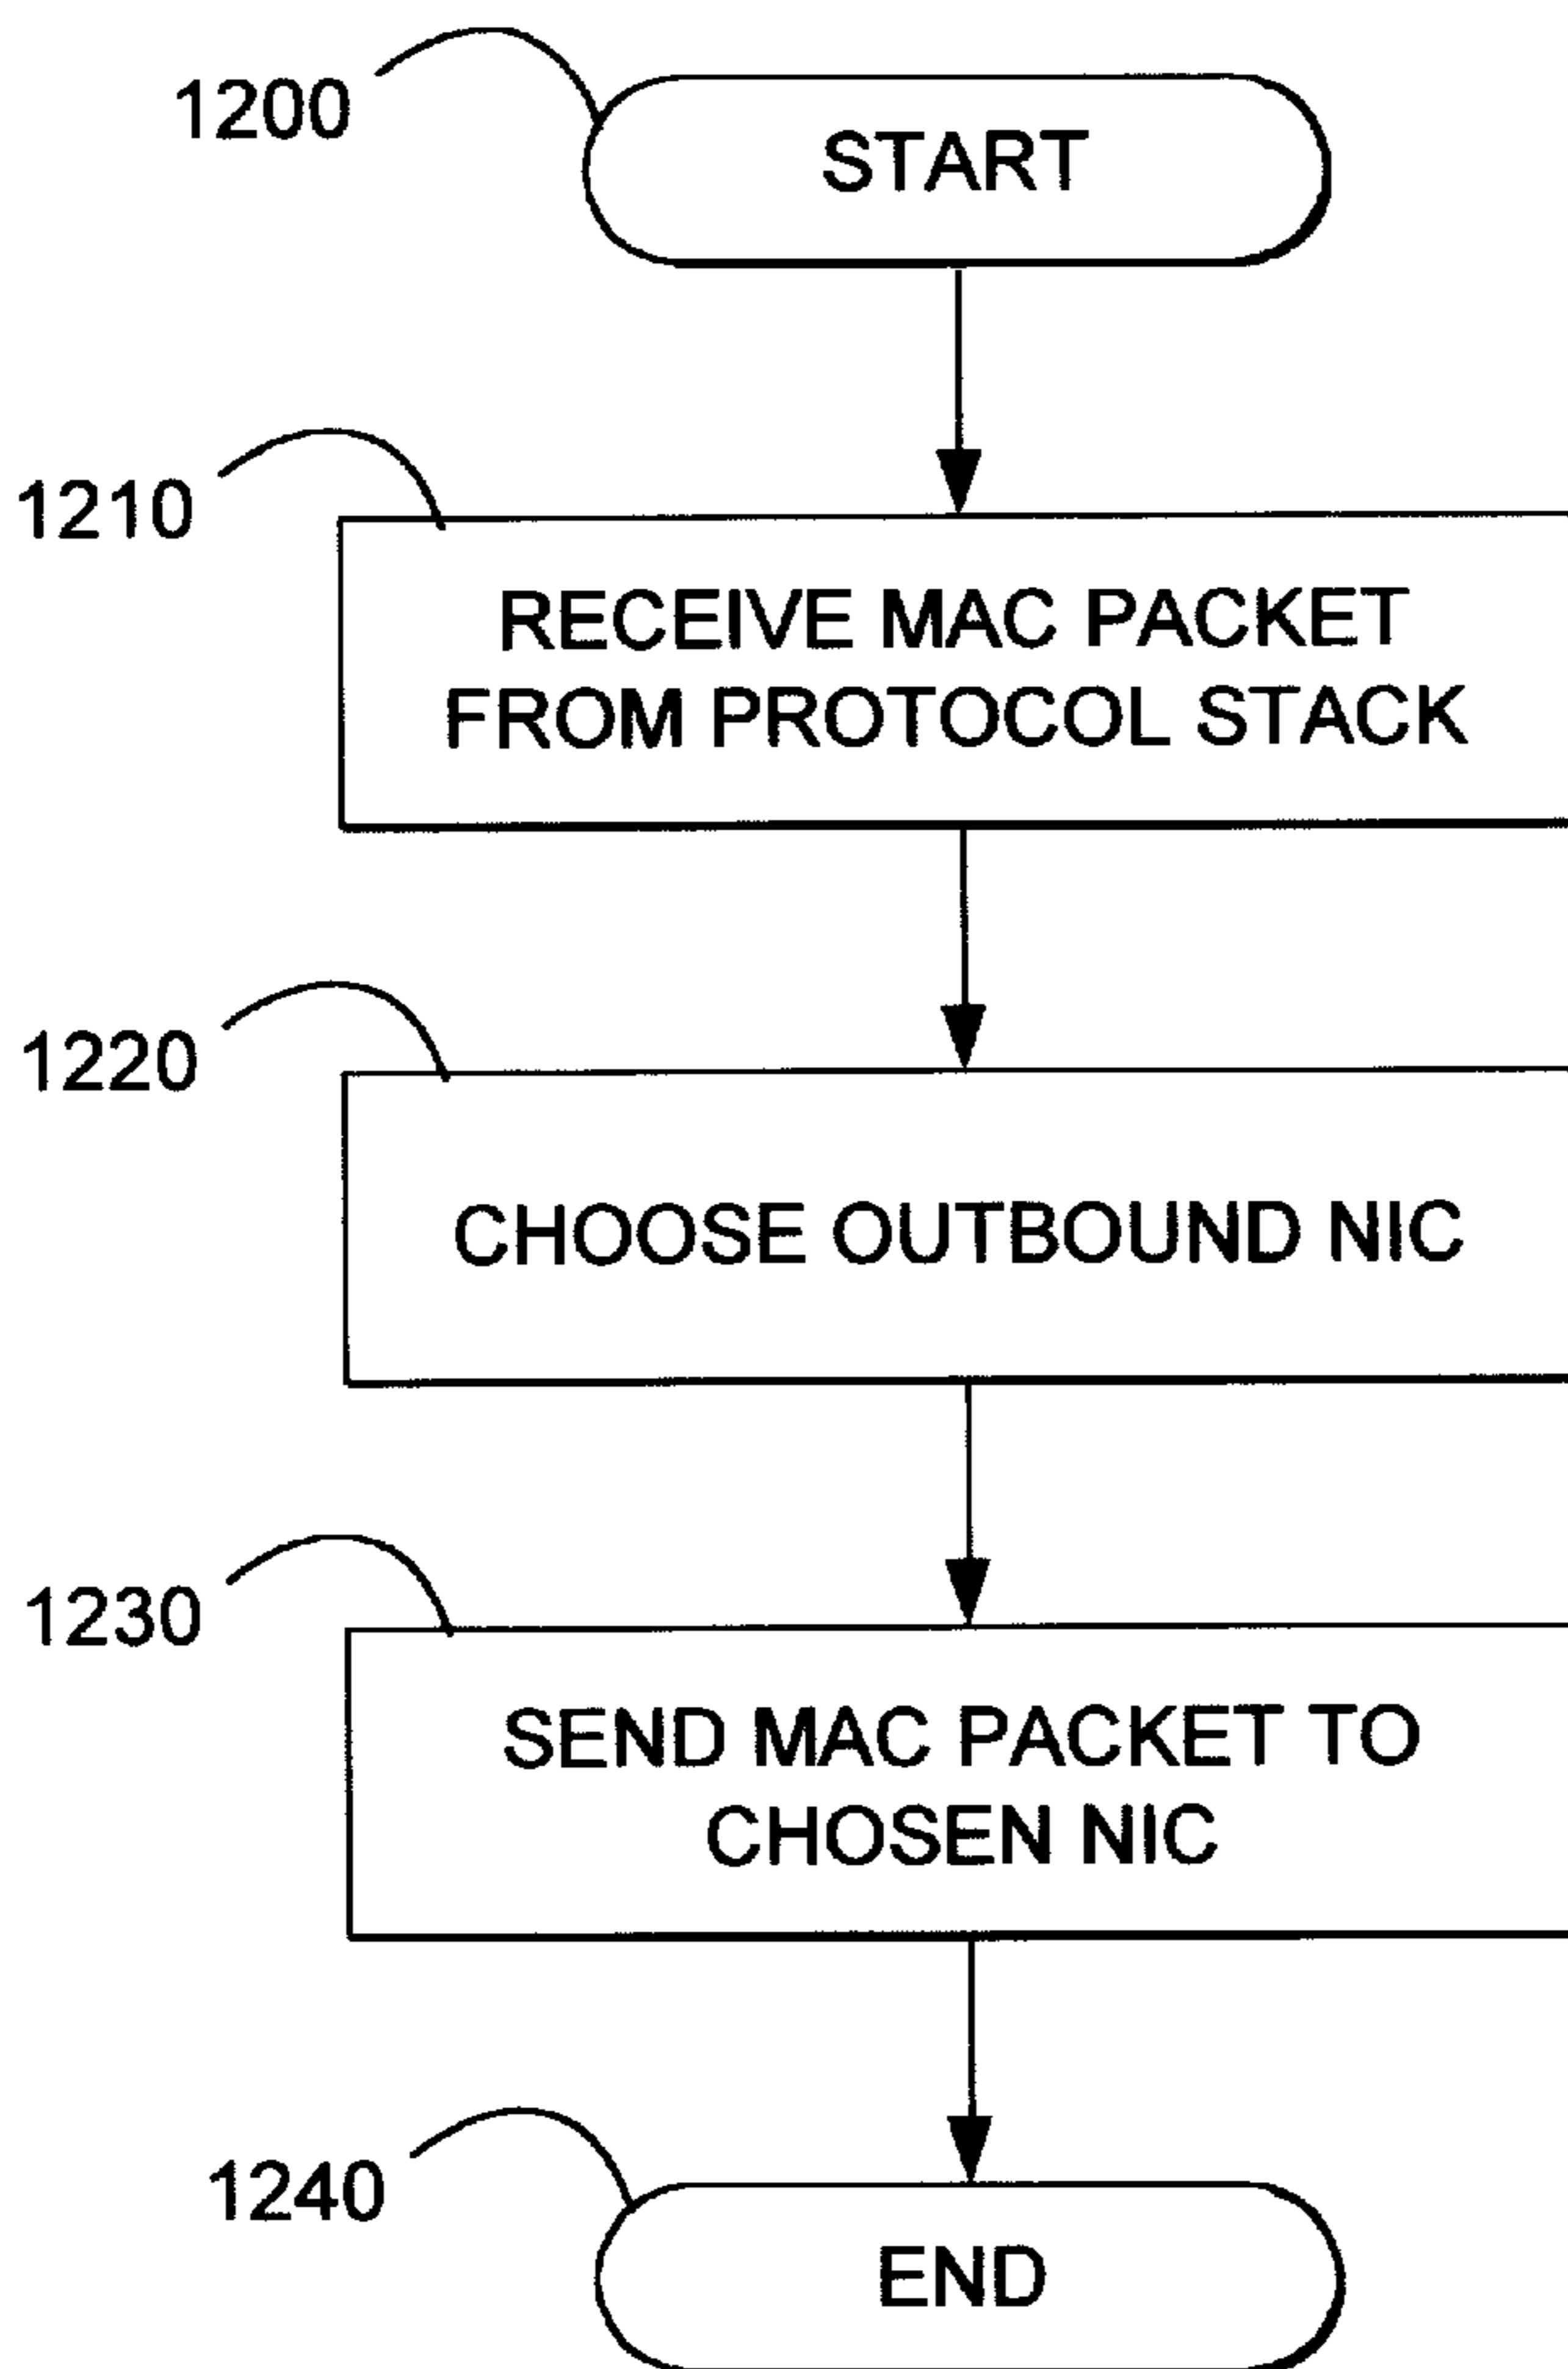 1200
START
1210
RECEIVE MAC PACKET
FROM PROTOCOL STACK
1220
CHOOSE OUTBOUND NIC
1230
SEND MAC PACKET TO
CHOSEN NIC
1240
END